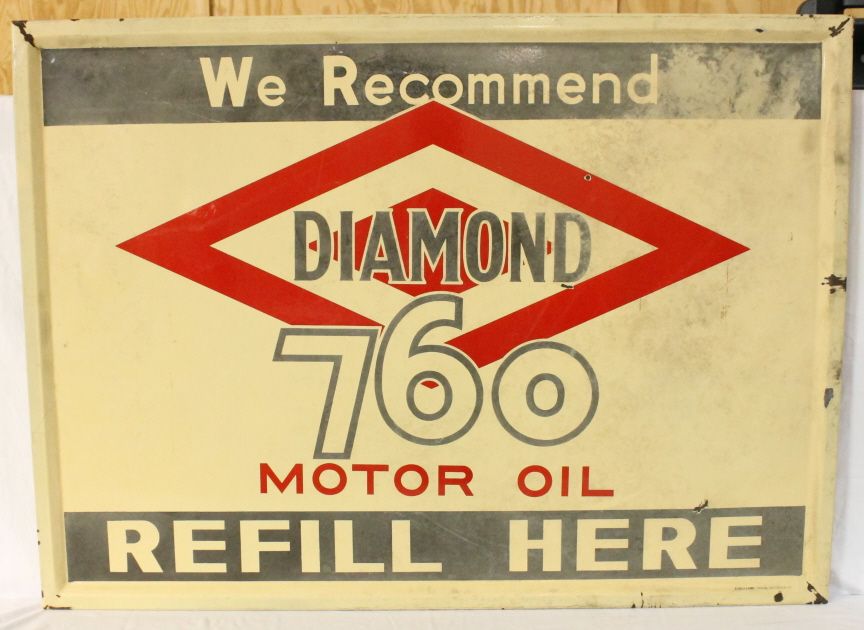 We Recommend
DIAMOND
760
MOTOR OIL
REFILL HERE